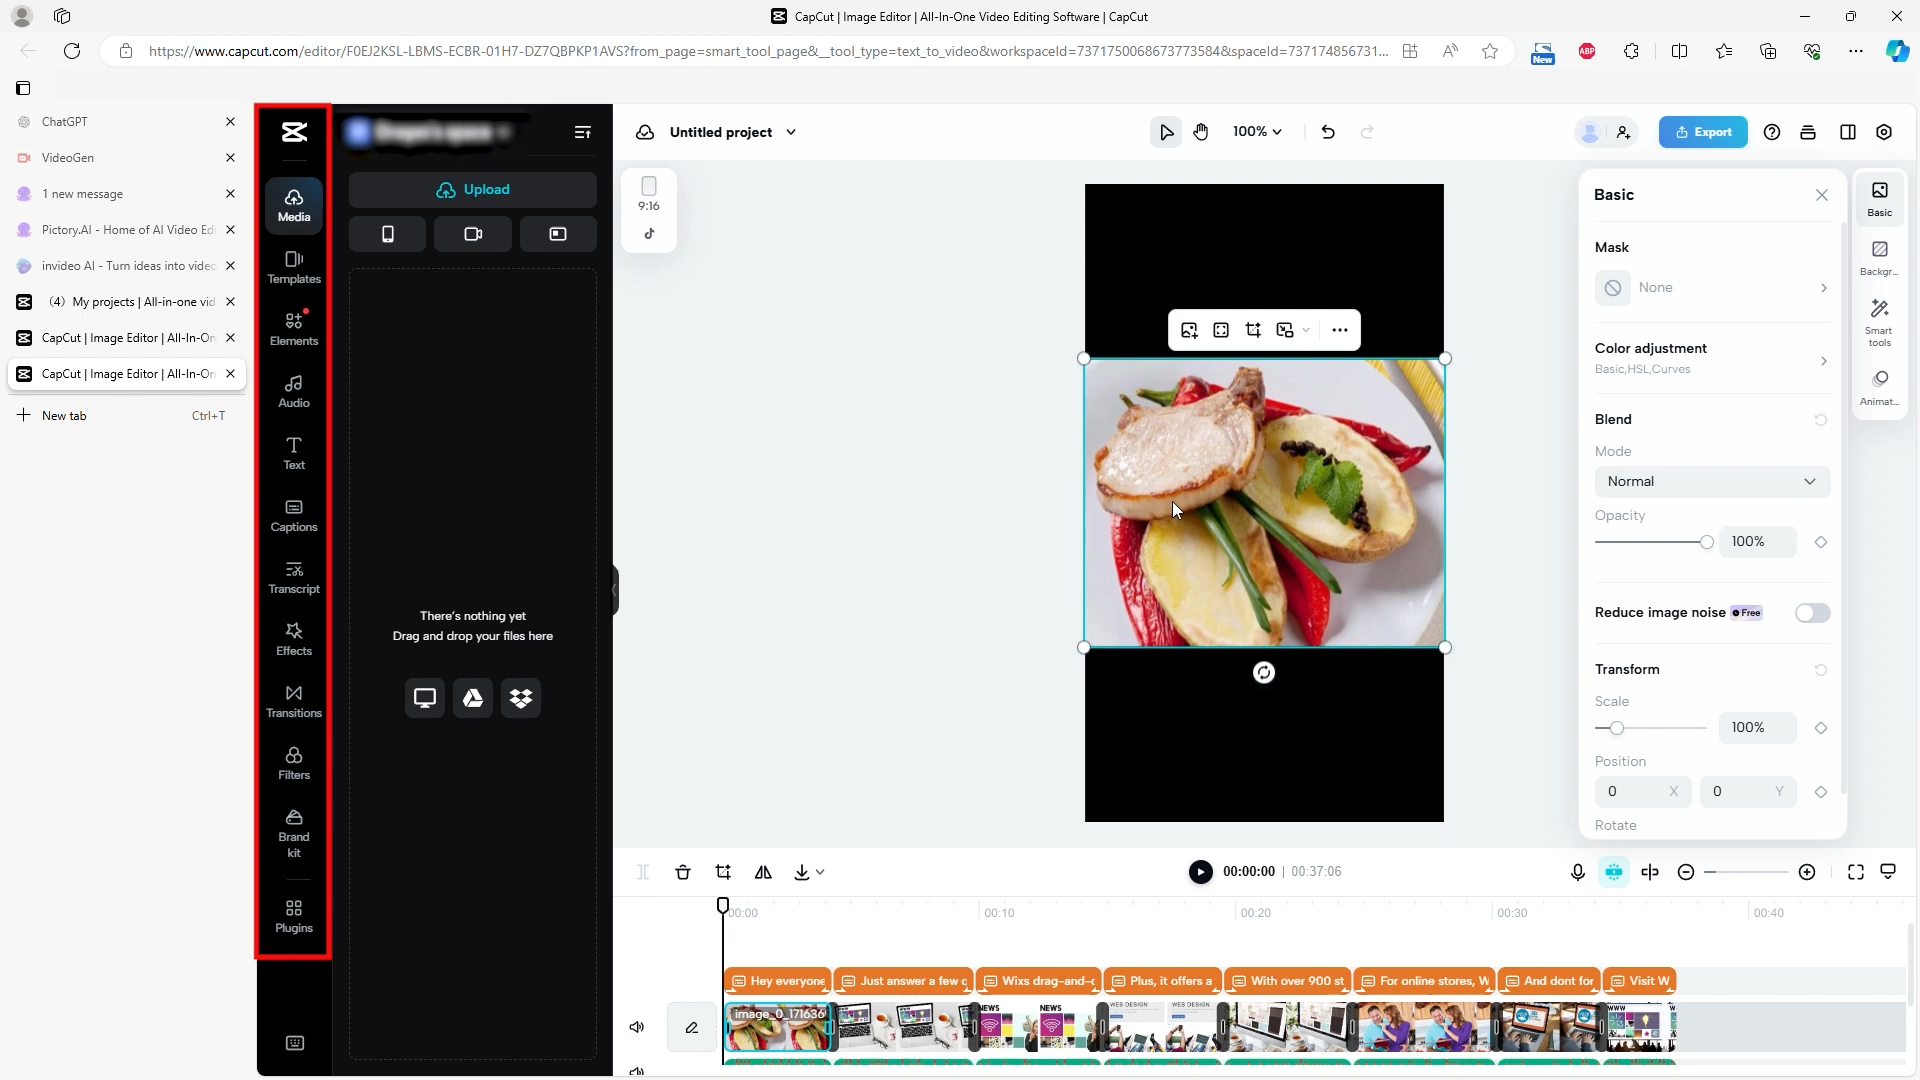 CapCut | Image Editor | All-In-One Video Editing Software | CapCut
https://www.capcut.com/editor/F0EJ2KSL-LBMS-ECBR-01H7-DZ7QBPKP1AVS?from_page=smart_tool_page&__tool_type=text_to_video&workspaceId=7371750068673773584&spaceId=737174856731...
New
ABP
ChatGPT
VideoGen
1 new message
Pictory.AI - Home of AI Video Edi
invideo AI - Turn ideas into video
(4) My projects | All-in-one vid
CapCut | Image Editor | All-In-On
CapCut | Image Editor | All-In-On
New tab Ctrl+T
Media
Templates
Elements
Audio
Text
Captions
Transcript
Effects
Transitions
Filters
Brand
kit
Plugins
Upload
There's nothing yet
Drag and drop your files here
Untitled project
100%
Export
9:16
Basic
Mask
None
Color adjustment
Basic,HSL,Curves
Blend
Mode
Normal
Opacity
100%
Reduce image noise Free
Transform
Scale
100%
Position
0 X 0 Y
Rotate
Basic
Backgr...
Smart
tools
Animat...
00:00:00 | 00:37:06
00:00 00:10 00:20 00:30 00:40
Hey everyone Just answer a few q Wixs drag-and-d Plus, it offers a With over 900 st For online stores, W And dont for Visit W
image_0_171636
NEWS NEWS
WEB DESIGN WEB DESIGN
WWW